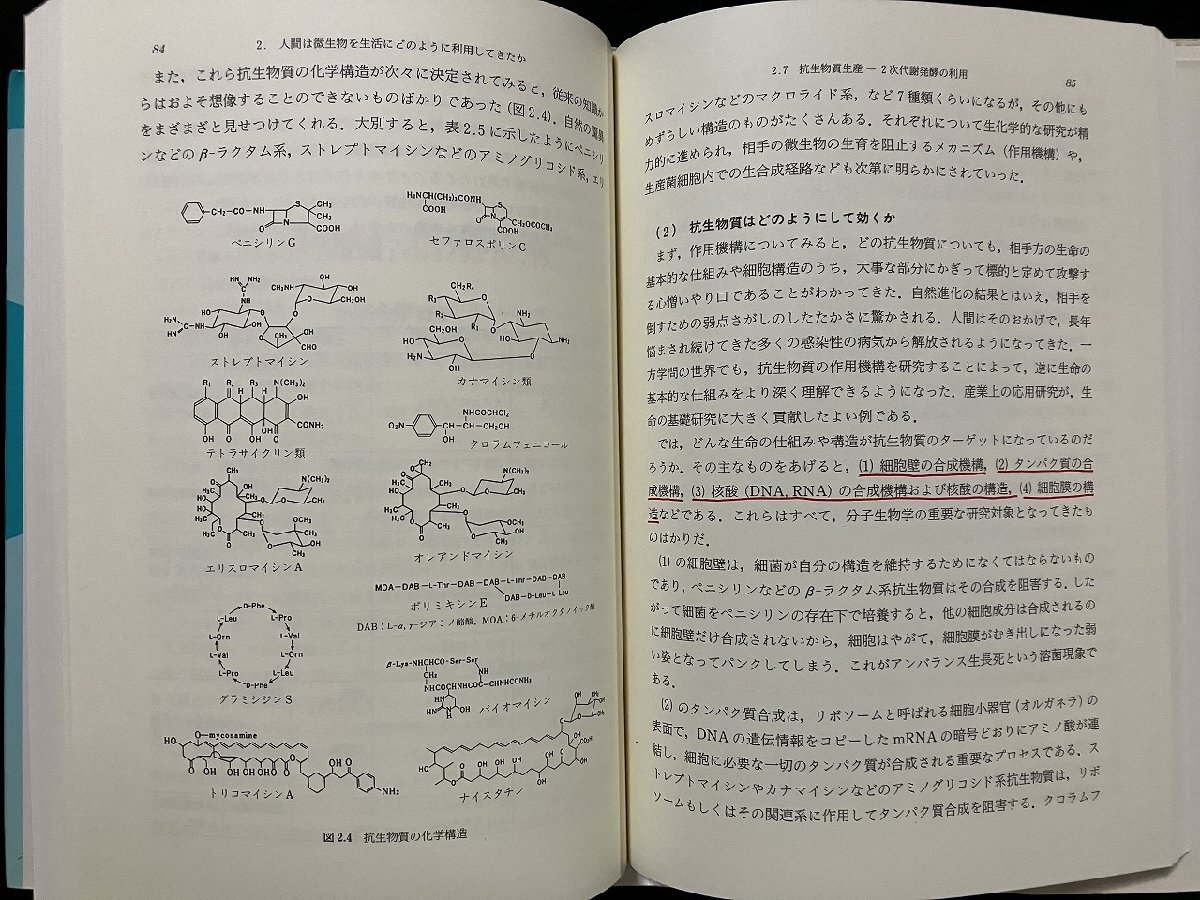 84
2. 人間は微生物を生活にどのように利用してきたか
また，これら抗生物質の化学構造が次々に決定されてみると，従来の知識か
らはおよそ想像することのできないものばかりであった (図2.4)．自然の驚異
をまざまざと見せつけてくれる．大別すると，表2.5に示したようにペニシリ
ンなどのβ-ラクタム系，ストレプトマイシンなどのアミノグリコシド系，エリ
ペニシリンG
セファロスポリンC
ストレプトマイシン
カナマイシン類
テトラサイクリン類
クロラムフェニコール
エリスロマイシンA
オレアンドマイシン
MOA—DAB—L-Thr—DAB—DAB—L-Thr—DAB—DAB
DAB—D-Leu—L-Leu
ポリミキシンE
DAB：L-α, γ-ジアミノ酪酸，MOA：6-メチルオクタノイック酸
D-Phe
L-Leu
L-Pro
L-Orn
L-Val
L-Val
L-Orn
L-Pro
L-Leu
D-Phe
グラミシジンS
β-Lys—NHCHCO-Ser-Ser
バイオマイシン
O—mycosamine
トリコマイシンA
ナイスタチン
図2.4 抗生物質の化学構造
2.7 抗生物質生産—2次代謝発酵の利用
85
スロマイシンなどのマクロライド系，など7種類くらいになるが，その他にも
めずらしい構造のものがたくさんある．それぞれについて生化学的な研究が精
力的に進められ，相手の微生物の生育を阻止するメカニズム (作用機構) や，
生産菌細胞内での生合成経路なども次第に明らかにされていった．
(2) 抗生物質はどのようにして効くか
まず，作用機構についてみると，どの抗生物質についても，相手方の生命の
基本的な仕組みや細胞構造のうち，大事な部分にかぎって標的と定めて攻撃す
る心憎いやり口であることがわかってきた．自然進化の結果とはいえ，相手を
倒すための弱点さがしのしたたかさに驚かされる．人間はそのおかげで，長年
悩まされ続けてきた多くの感染性の病気から解放されるようになってきた．一
方学問の世界でも，抗生物質の作用機構を研究することによって，逆に生命の
基本的な仕組みをより深く理解できるようになった．産業上の応用研究が，生
命の基礎研究に大きく貢献したよい例である．
では，どんな生命の仕組みや構造が抗生物質のターゲットになっているのだ
ろうか．その主なものをあげると，(1) 細胞壁の合成機構，(2) タンパク質の合
成機構，(3) 核酸 (DNA, RNA) の合成機構および核酸の構造，(4) 細胞膜の構
造などである．これらはすべて，分子生物学の重要な研究対象となってきたも
のばかりだ．
(1)の細胞壁は，細菌が自分の構造を維持するためになくてはならないもの
であり，ペニシリンなどのβ-ラクタム系抗生物質はその合成を阻害する．した
がって細菌をペニシリンの存在下で培養すると，他の細胞成分は合成されるの
に細胞壁だけ合成されないから，細胞はやがて，細胞膜がむき出しになった弱
い姿となってパンクしてしまう．これがアンバランス生長死という溶菌現象で
ある．
(2)のタンパク質合成は，リボソームと呼ばれる細胞小器官 (オルガネラ) の
表面で，DNAの遺伝情報をコピーしたmRNAの暗号どおりにアミノ酸が連
結し，細胞に必要な一切のタンパク質が合成される重要なプロセスである．ス
トレプトマイシンやカナマイシンなどのアミノグリコシド系抗生物質は，リボ
ソームもしくはその関連系に作用してタンパク質合成を阻害する．クロラムフ